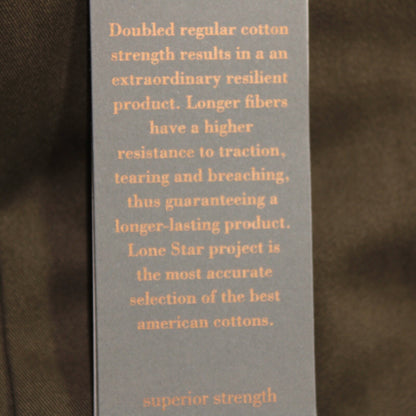 Doubled regular cotton
strength results in a an
extraordinary resilient
product. Longer fibers
have a higher
resistance to traction,
tearing and breaching,
thus guaranteeing a
longer-lasting product.
Lone Star project is
the most accurate
selection of the best
american cottons.
superior strength